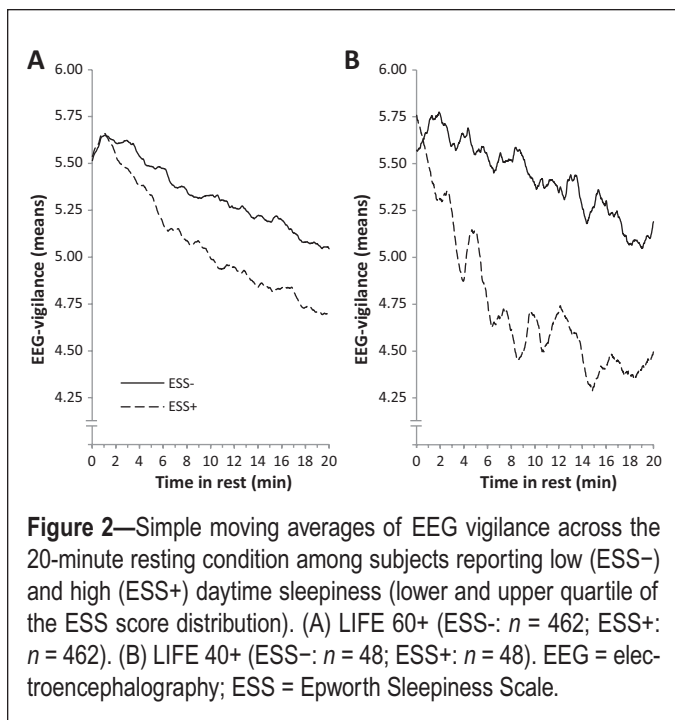 A
B
6.00
5.75
5.50
5.25
5.00
4.75
4.50
4.25
EEG-vigilance (means)
ESS-
ESS+
0 2 4 6 8 10 12 14 16 18 20
Time in rest (min)
6.00
5.75
5.50
5.25
5.00
4.75
4.50
4.25
EEG-vigilance (means)
0 2 4 6 8 10 12 14 16 18 20
Time in rest (min)
Figure 2—Simple moving averages of EEG vigilance across the
20-minute resting condition among subjects reporting low (ESS−)
and high (ESS+) daytime sleepiness (lower and upper quartile of
the ESS score distribution). (A) LIFE 60+ (ESS-: n = 462; ESS+:
n = 462). (B) LIFE 40+ (ESS−: n = 48; ESS+: n = 48). EEG = elec-
troencephalography; ESS = Epworth Sleepiness Scale.